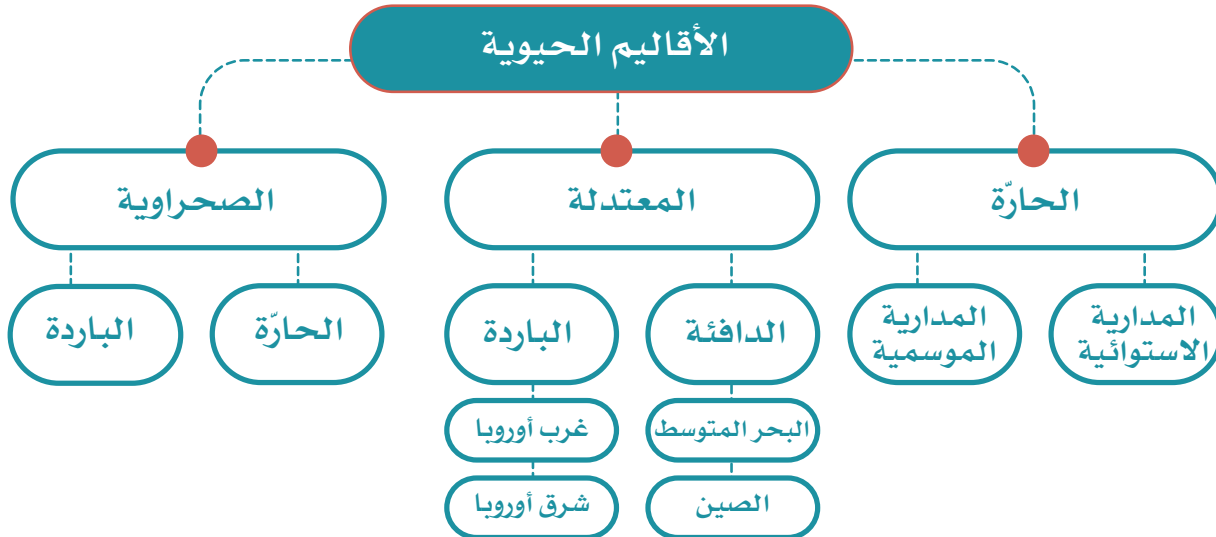 الأقاليم الحيوية
الحارّة
المعتدلة
الصحراوية
المدارية
الاستوائية
المدارية
الموسمية
الدافئة
الباردة
الحارّة
الباردة
البحر المتوسط
غرب أوروبا
الصين
شرق أوروبا